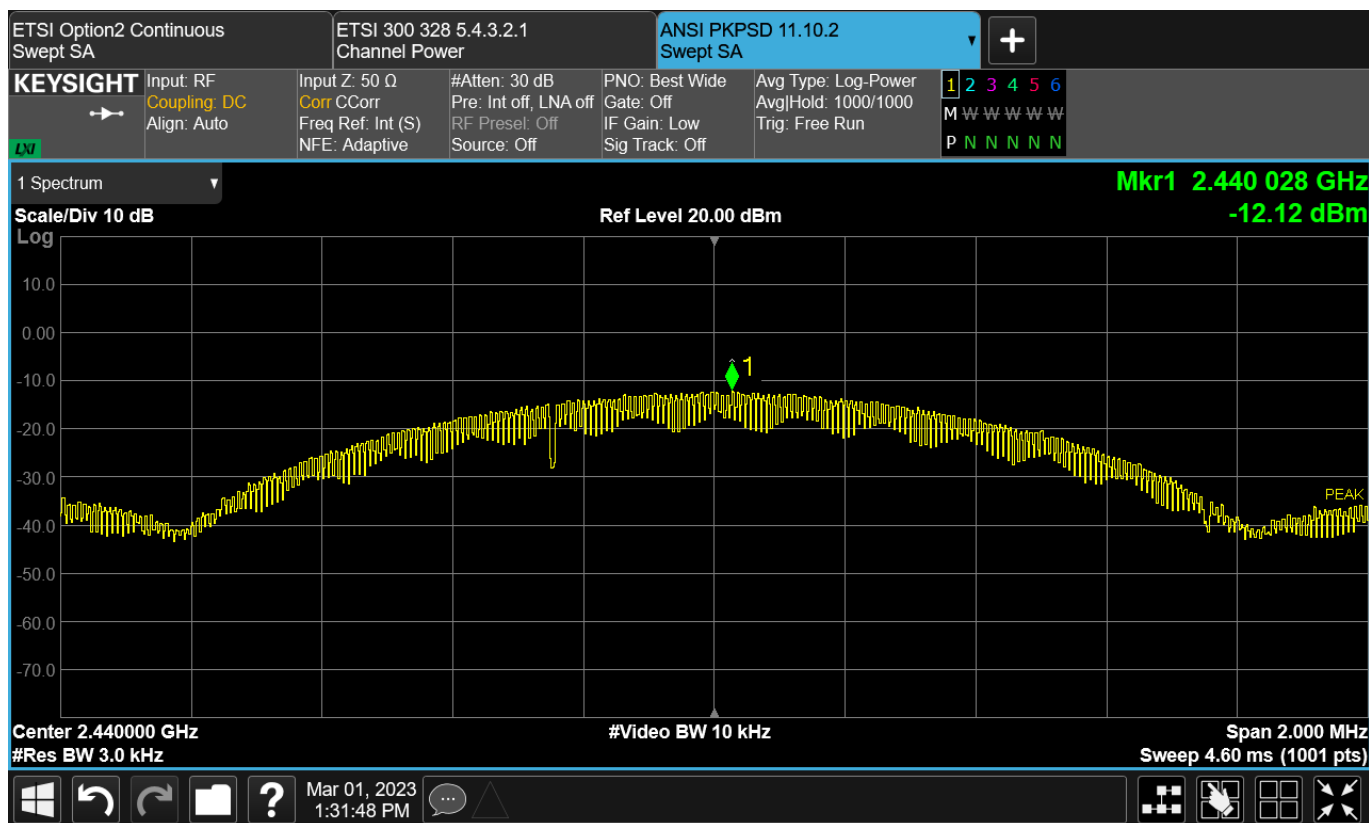 ETSI Option2 Continuous
Swept SA
ETSI 300 328 5.4.3.2.1
Channel Power
ANSI PKPSD 11.10.2
Swept SA
KEYSIGHT
LXI
Input: RF
Coupling: DC
Align: Auto
Input Z: 50 Ω
Corr CCorr
Freq Ref: Int (S)
NFE: Adaptive
#Atten: 30 dB
Pre: Int off, LNA off
RF Presel: Off
Source: Off
PNO: Best Wide
Gate: Off
IF Gain: Low
Sig Track: Off
Avg Type: Log-Power
Avg|Hold: 1000/1000
Trig: Free Run
1 2 3 4 5 6
M W W W W W
P N N N N N
1 Spectrum
Mkr1 2.440 028 GHz
-12.12 dBm
Scale/Div 10 dB
Ref Level 20.00 dBm
Log
10.0
0.00
1
-10.0
-20.0
-30.0
PEAK
-40.0
-50.0
-60.0
-70.0
Center 2.440000 GHz
#Video BW 10 kHz
Span 2.000 MHz
#Res BW 3.0 kHz
Sweep 4.60 ms (1001 pts)
?
Mar 01, 2023
1:31:48 PM